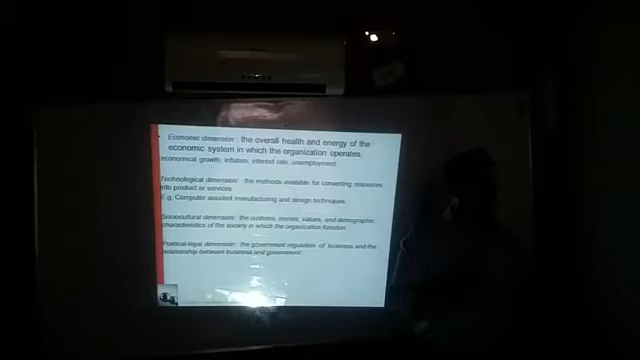 Economic dimension : the overall health and energy of the
economic system in which the organization operates.
economical growth, inflation, interest rate, unemployment
Technological dimension : the methods available for converting resources
into product or services
E.g. Computer assisted manufacturing and design techniques
Sociocultural dimension : the customs, morals, values, and demographic
characteristics of the society in which the organization function.
Political-legal dimension : the government regulation of business and the
relationship between business and government.